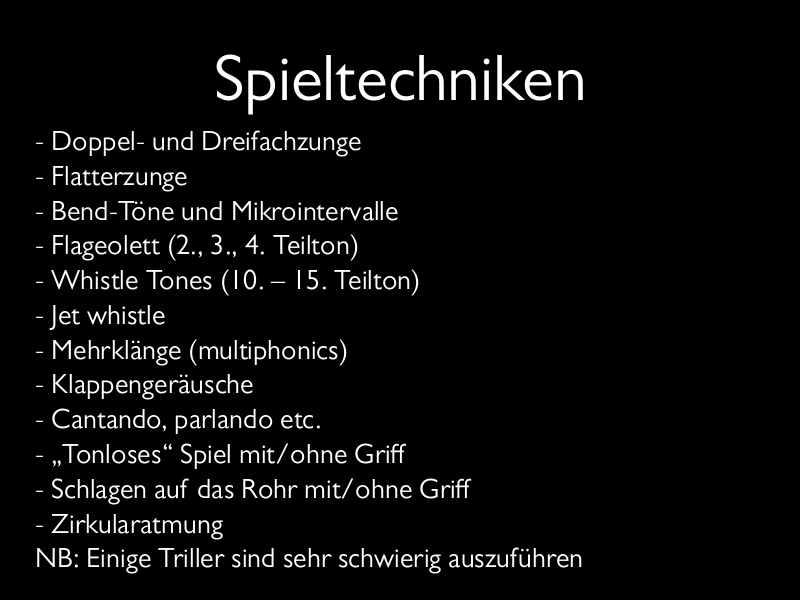 Spieltechniken
- Doppel- und Dreifachzunge
- Flatterzunge
- Bend-Töne und Mikrointervalle
- Flageolett (2., 3., 4. Teilton)
- Whistle Tones (10. – 15. Teilton)
- Jet whistle
- Mehrklänge (multiphonics)
- Klappengeräusche
- Cantando, parlando etc.
- „Tonloses“ Spiel mit/ohne Griff
- Schlagen auf das Rohr mit/ohne Griff
- Zirkularatmung
NB: Einige Triller sind sehr schwierig auszuführen